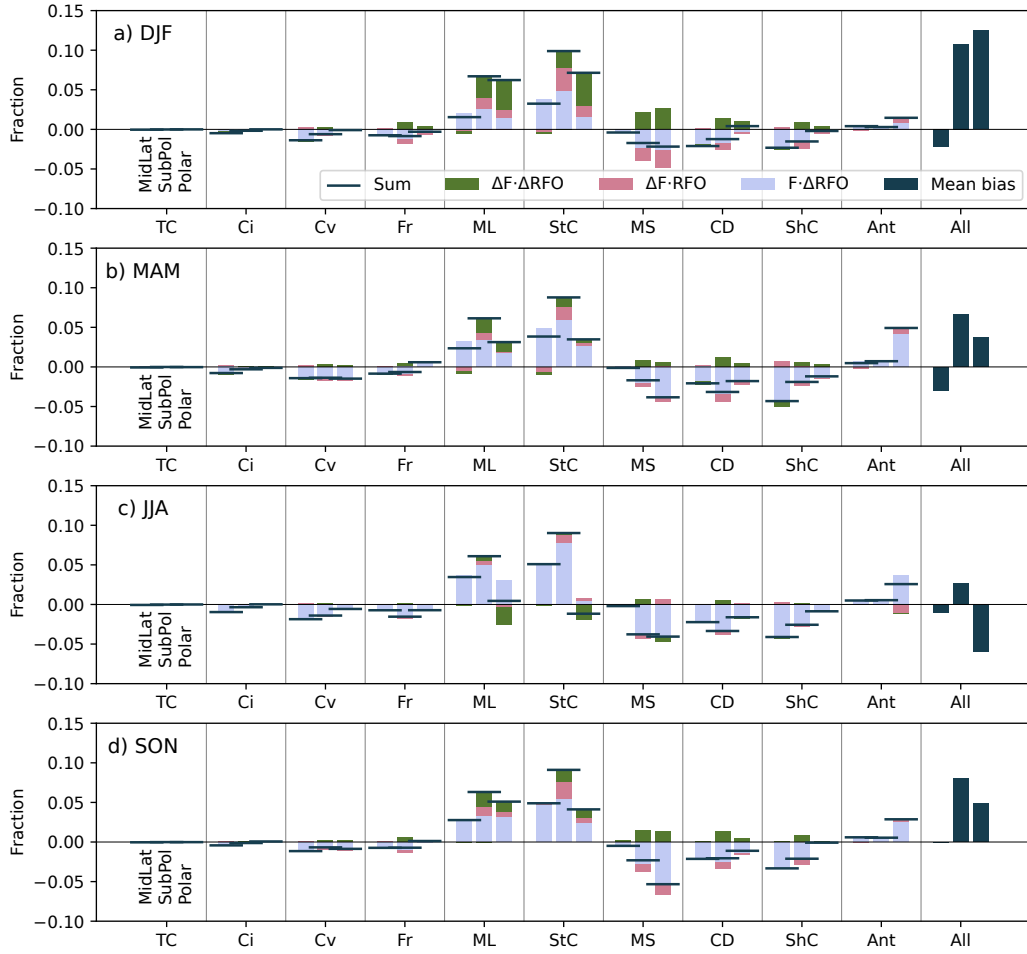 a) DJF
Fraction
0.15
0.10
0.05
0.00
−0.05
−0.10
MidLat
SubPol
Polar
Sum
ΔF·ΔRFO
ΔF·RFO
F·ΔRFO
Mean bias
TC Ci Cv Fr ML StC MS CD ShC Ant All
b) MAM
Fraction
0.15
0.10
0.05
0.00
−0.05
−0.10
MidLat
SubPol
Polar
TC Ci Cv Fr ML StC MS CD ShC Ant All
c) JJA
Fraction
0.15
0.10
0.05
0.00
−0.05
−0.10
MidLat
SubPol
Polar
TC Ci Cv Fr ML StC MS CD ShC Ant All
d) SON
Fraction
0.15
0.10
0.05
0.00
−0.05
−0.10
MidLat
SubPol
Polar
TC Ci Cv Fr ML StC MS CD ShC Ant All